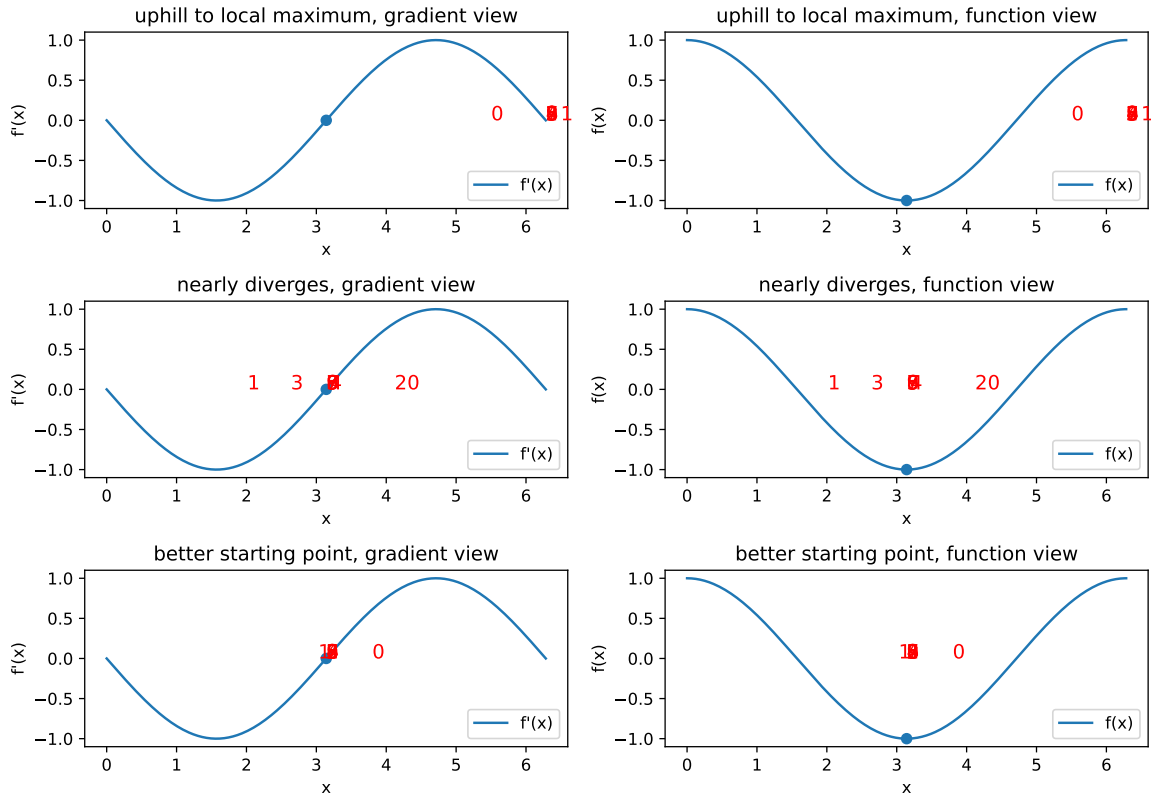 uphill to local maximum, gradient view
1.0
0.5
0.0
−0.5
−1.0
f'(x)
0
1
f'(x)
0 1 2 3 4 5 6
x
uphill to local maximum, function view
1.0
0.5
0.0
−0.5
−1.0
f(x)
0
1
f(x)
0 1 2 3 4 5 6
x
nearly diverges, gradient view
1.0
0.5
0.0
−0.5
−1.0
f'(x)
1 3 4 20
f'(x)
0 1 2 3 4 5 6
x
nearly diverges, function view
1.0
0.5
0.0
−0.5
−1.0
f(x)
1 3 4 20
f(x)
0 1 2 3 4 5 6
x
better starting point, gradient view
1.0
0.5
0.0
−0.5
−1.0
f'(x)
1 0
f'(x)
0 1 2 3 4 5 6
x
better starting point, function view
1.0
0.5
0.0
−0.5
−1.0
f(x)
1 0
f(x)
0 1 2 3 4 5 6
x